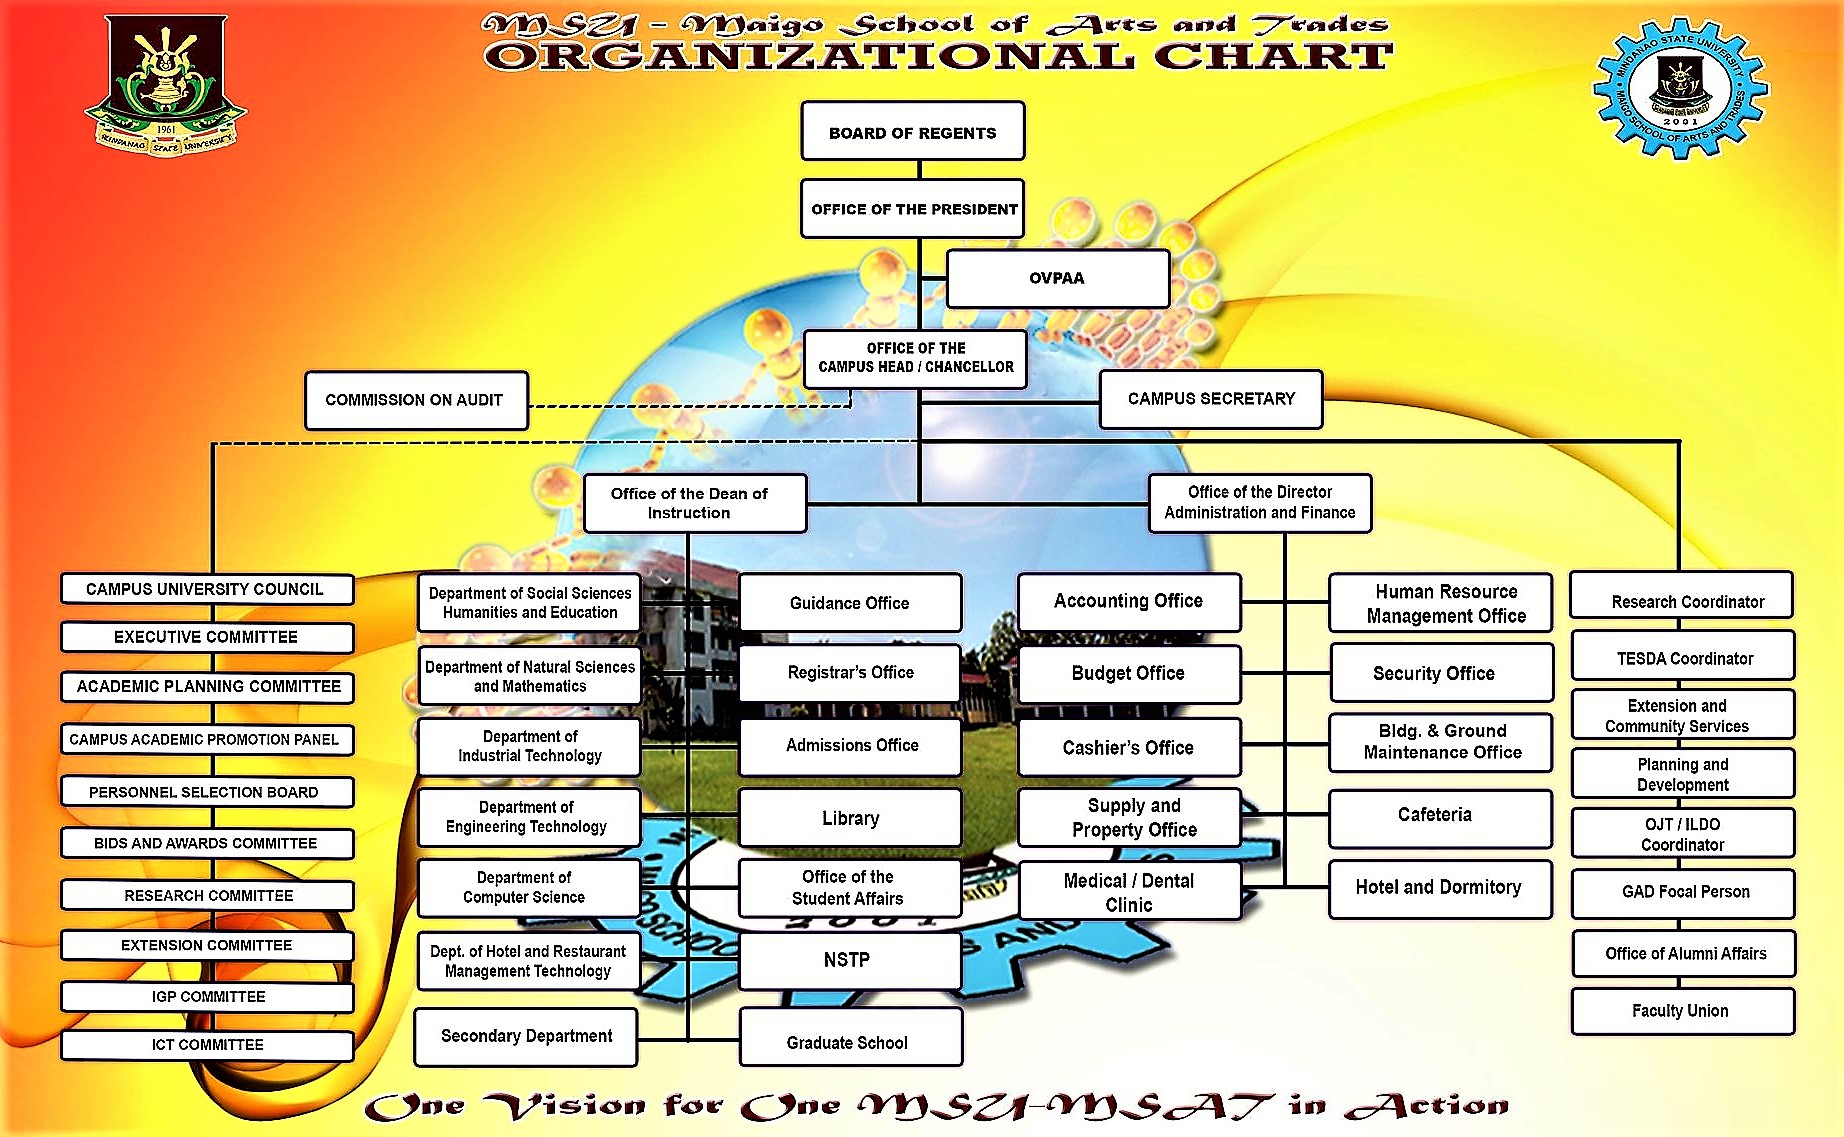 MSU - Maigo School of Arts and Trades
ORGANIZATIONAL CHART
1961
MINDANAO STATE UNIVERSITY
MINDANAO STATE UNIVERSITY
MAIGO SCHOOL OF ARTS AND TRADES
2001
BOARD OF REGENTS
OFFICE OF THE PRESIDENT
OVPAA
OFFICE OF THE
CAMPUS HEAD / CHANCELLOR
COMMISSION ON AUDIT
CAMPUS SECRETARY
Office of the Dean of
Instruction
Office of the Director
Administration and Finance
CAMPUS UNIVERSITY COUNCIL
EXECUTIVE COMMITTEE
ACADEMIC PLANNING COMMITTEE
CAMPUS ACADEMIC PROMOTION PANEL
PERSONNEL SELECTION BOARD
BIDS AND AWARDS COMMITTEE
RESEARCH COMMITTEE
EXTENSION COMMITTEE
IGP COMMITTEE
ICT COMMITTEE
Department of Social Sciences
Humanities and Education
Department of Natural Sciences
and Mathematics
Department of
Industrial Technology
Department of
Engineering Technology
Department of
Computer Science
Dept. of Hotel and Restaurant
Management Technology
Secondary Department
Guidance Office
Registrar's Office
Admissions Office
Library
Office of the
Student Affairs
2001
NSTP
Graduate School
Accounting Office
Budget Office
Cashier's Office
Supply and
Property Office
Medical / Dental
Clinic
Human Resource
Management Office
Security Office
Bldg. & Ground
Maintenance Office
Cafeteria
Hotel and Dormitory
Research Coordinator
TESDA Coordinator
Extension and
Community Services
Planning and
Development
OJT / ILDO
Coordinator
GAD Focal Person
Office of Alumni Affairs
Faculty Union
One Vision for One MSU-MSAT in Action